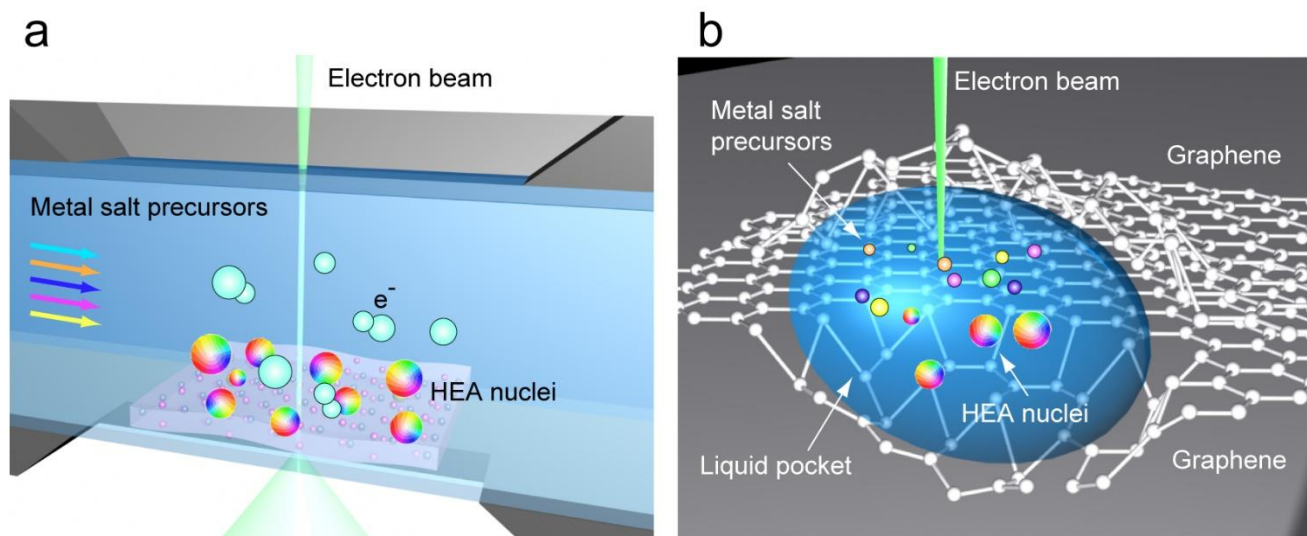 a
Electron beam
Metal salt precursors
e-
HEA nuclei
b
Electron beam
Metal salt
precursors
Graphene
HEA nuclei
Liquid pocket
Graphene